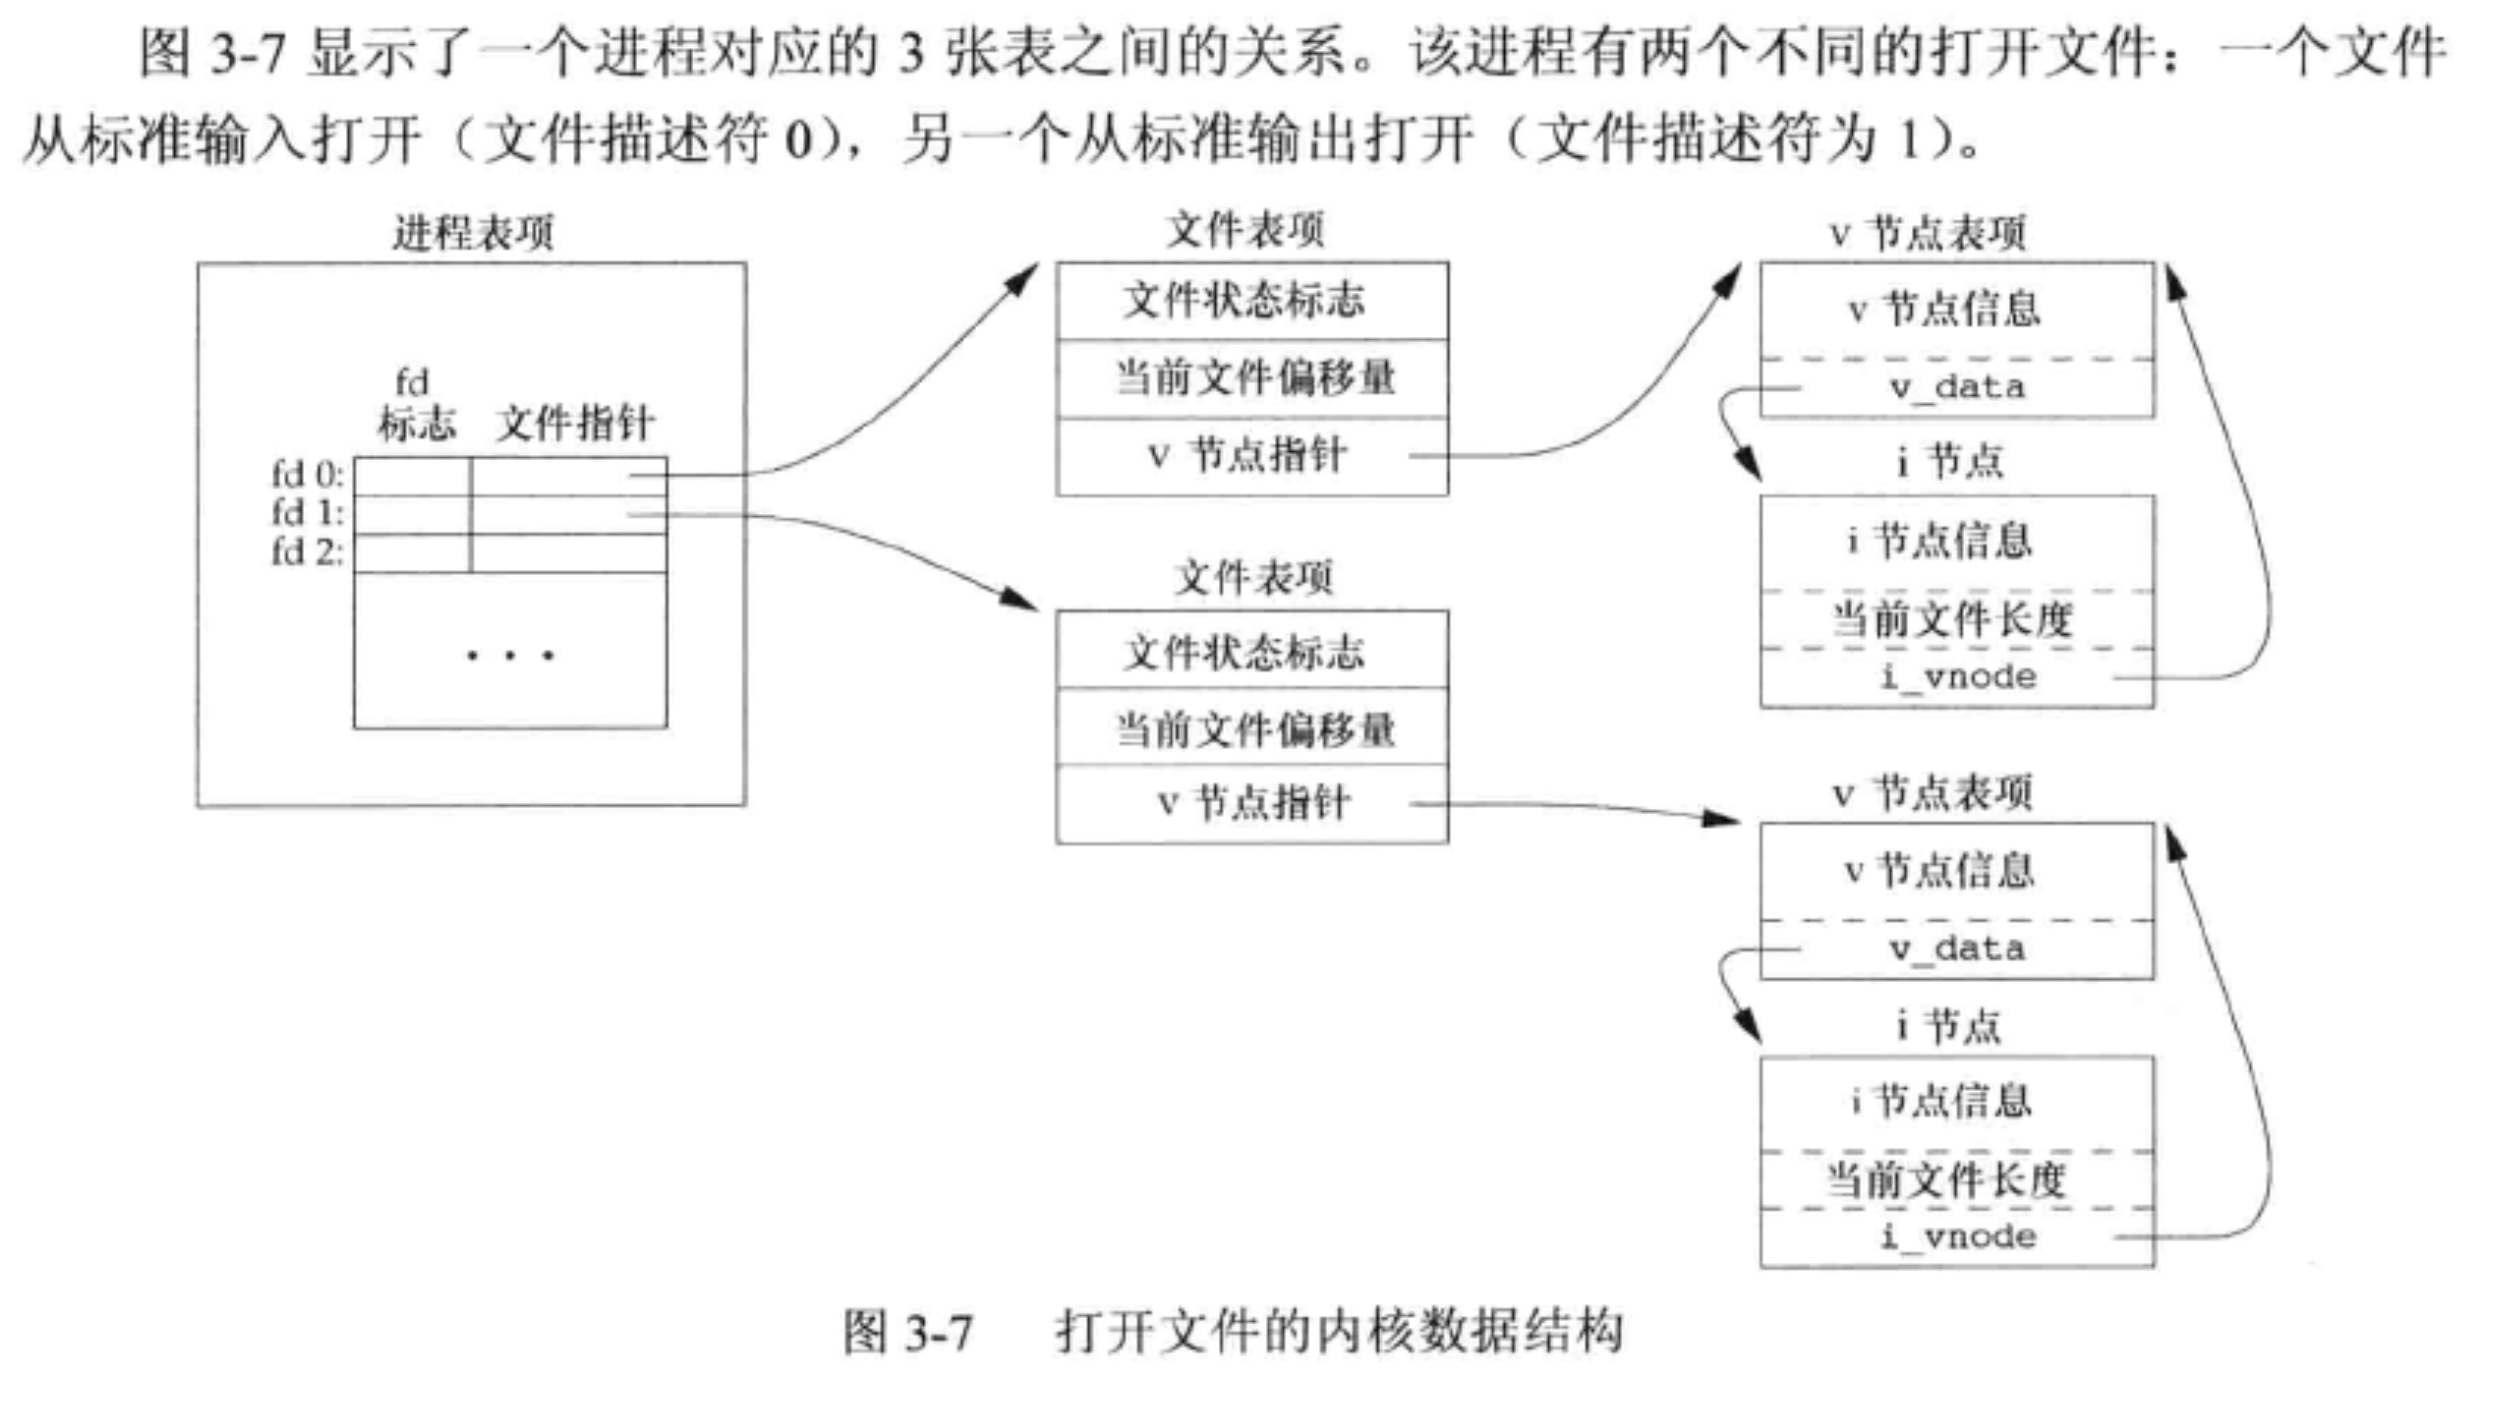 图 3-7 显示了一个进程对应的 3 张表之间的关系。该进程有两个不同的打开文件：一个文件
从标准输入打开（文件描述符 0），另一个从标准输出打开（文件描述符为 1）。
进程表项
fd
标志
文件指针
fd 0:
fd 1:
fd 2:
· · ·
文件表项
文件状态标志
当前文件偏移量
v 节点指针
文件表项
文件状态标志
当前文件偏移量
v 节点指针
v 节点表项
v 节点信息
v_data
i 节点
i 节点信息
当前文件长度
i_vnode
v 节点表项
v 节点信息
v_data
i 节点
i 节点信息
当前文件长度
i_vnode
图 3-7 打开文件的内核数据结构